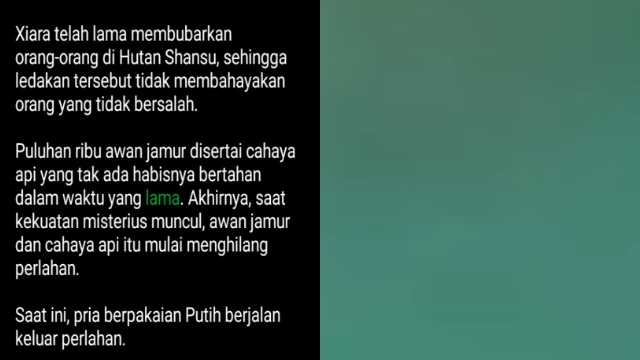 Xiara telah lama membubarkan
orang-orang di Hutan Shansu, sehingga
ledakan tersebut tidak membahayakan
orang yang tidak bersalah.
Puluhan ribu awan jamur disertai cahaya
api yang tak ada habisnya bertahan
dalam waktu yang lama. Akhirnya, saat
kekuatan misterius muncul, awan jamur
dan cahaya api itu mulai menghilang
perlahan.
Saat ini, pria berpakaian Putih berjalan
keluar perlahan.